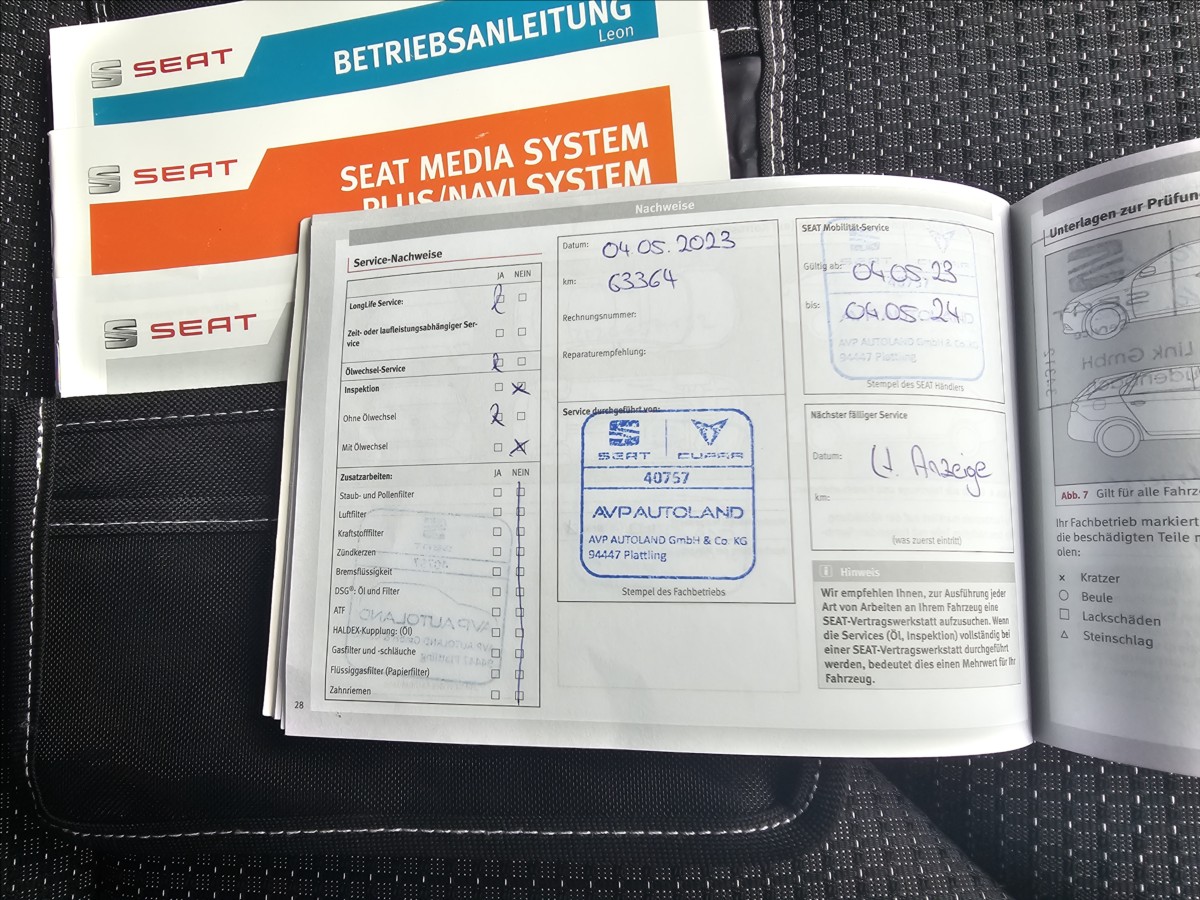 SEAT
BETRIEBSANLEITUNG
Leon
SEAT
SEAT MEDIA SYSTEM
PLUS/NAVI SYSTEM
SEAT
Nachweise
Service-Nachweise
JA NEIN
LongLife Service:
Zeit- oder laufleistungsabhängiger Ser-
vice
Ölwechsel-Service
Inspektion
Ohne Ölwechsel
Mit Ölwechsel
Zusatzarbeiten: JA NEIN
Staub- und Pollenfilter
Luftfilter
Kraftstofffilter
Zündkerzen
Bremsflüssigkeit
DSG®: Öl und Filter
ATF
HALDEX-Kupplung: (Öl)
Gasfilter und -schläuche
Flüssiggasfilter (Papierfilter)
Zahnriemen
28
Datum: 04.05.2023
km: 63364
Rechnungsnummer:
Reparaturempfehlung:
Service durchgeführt von:
SEAT CUPRA
40757
AVP AUTOLAND
AVP AUTOLAND GmbH & Co. KG
94447 Plattling
Stempel des Fachbetriebs
SEAT Mobilität-Service
Gültig ab: 04.05.23
bis: 04.05.24
AVP AUTOLAND GmbH & Co. KG
94447 Plattling
Stempel des SEAT Händlers
Nächster fälliger Service
Datum: Lt. Anzeige
km:
(was zuerst eintritt)
Hinweis
Wir empfehlen Ihnen, zur Ausführung jeder
Art von Arbeiten an Ihrem Fahrzeug eine
SEAT-Vertragswerkstatt aufzusuchen. Wenn
die Services (Öl, Inspektion) vollständig bei
einer SEAT-Vertragswerkstatt durchgeführt
werden, bedeutet dies einen Mehrwert für Ihr
Fahrzeug.
Unterlagen zur Prüfun
Abb. 7 Gilt für alle Fahrze
Ihr Fachbetrieb markiert
die beschädigten Teile
olen:
x Kratzer
Beule
Lackschäden
Steinschlag